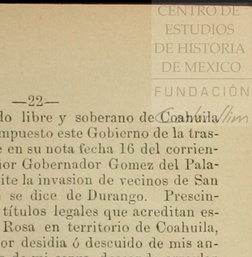 CENTRO DE
ESTUDIOS
DE HISTORIA
DE MEXICO
FUNDACIÓN
—22—
do libre y soberano de Coahuila
mpuesto este Gobierno de la tras-
e en su nota fecha 16 del corrien-
ñor Gobernador Gomez del Pala-
ite la invasion de vecinos de San
se dice de Durango. Prescin-
títulos legales que acreditan es-
Rosa en territorio de Coahuila,
or desidia ó descuido de mis an-